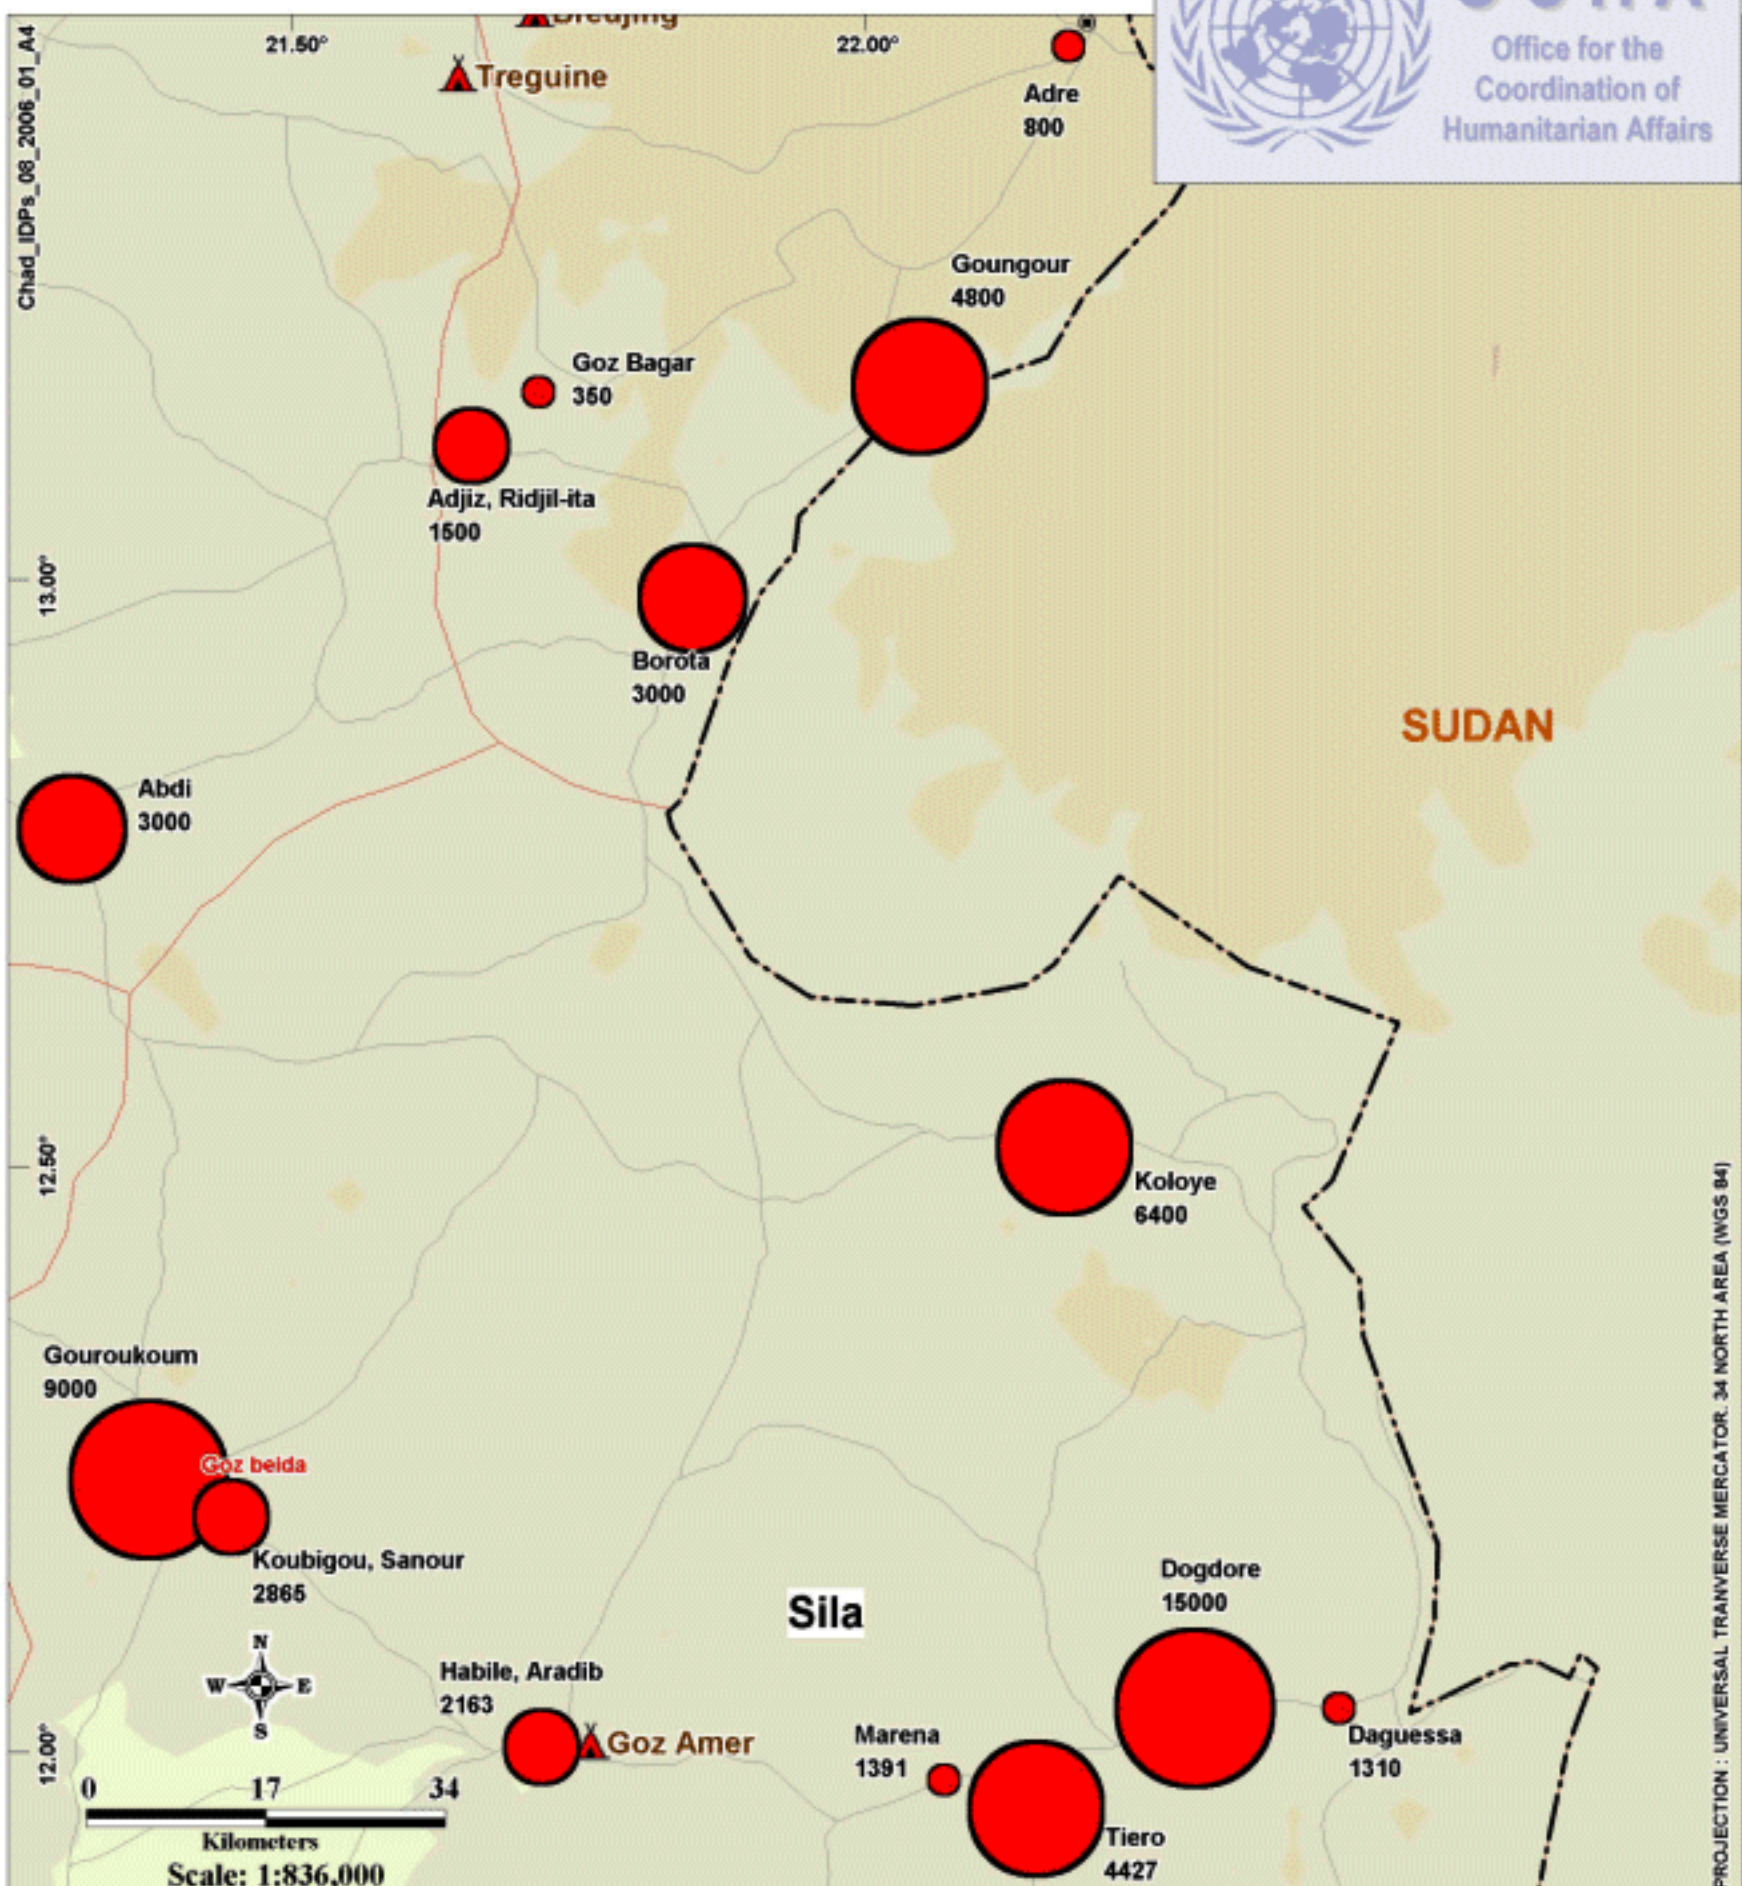 Chad_IDPs_08_2006_01_A4
21.50°
22.00°
Treguine
Office for the
Coordination of
Humanitarian Affairs
Adre
800
Goungour
4800
Goz Bagar
350
Adjiz, Ridjil-ita
1500
13.00°
Borota
3000
SUDAN
Abdi
3000
12.50°
Koloye
6400
Gouroukoum
9000
Goz beida
Koubigou, Sanour
2865
Sila
Dogdore
15000
N
W E
S
Habile, Aradib
2163
Goz Amer
Marena
1391
Daguessa
1310
12.00°
0 17 34
Kilometers
Scale: 1:836,000
Tiero
4427
PROJECTION : UNIVERSAL TRANVERSE MERCATOR. 34 NORTH AREA (WGS 84)